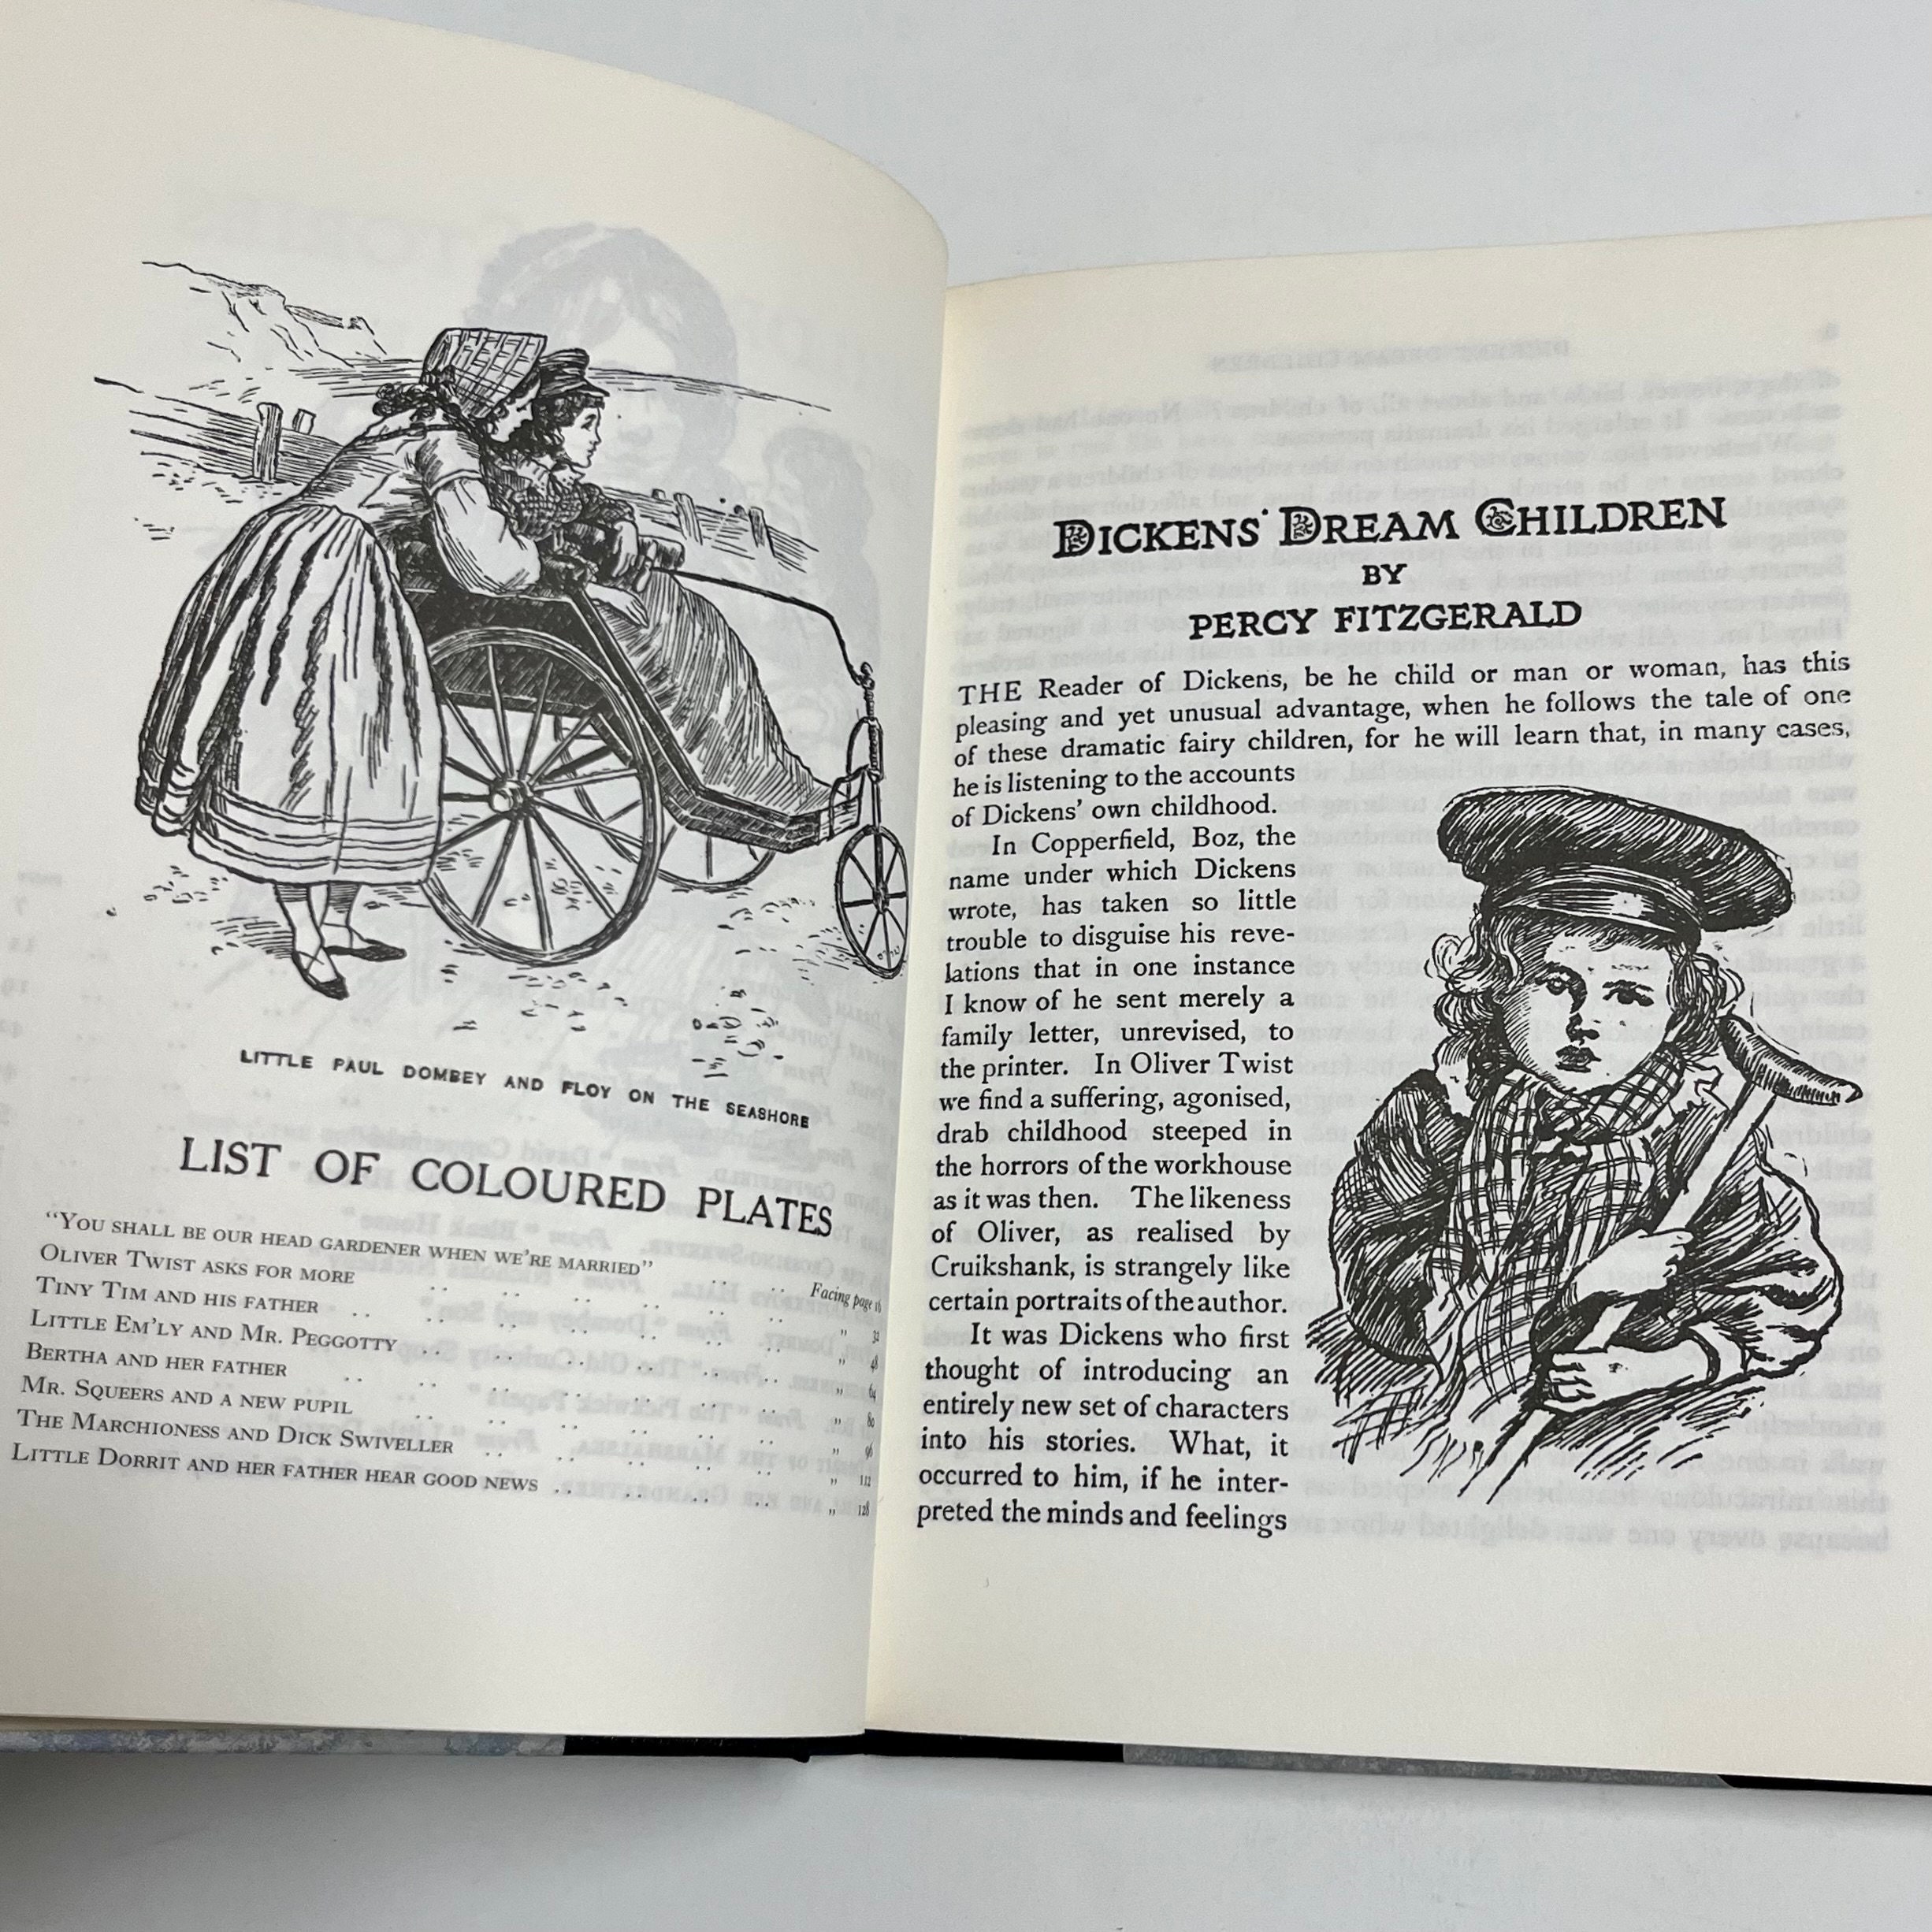 LITTLE PAUL DOMBEY AND FLOY ON THE SEASHORE
LIST OF COLOURED PLATES
"YOU SHALL BE OUR HEAD GARDENER WHEN WE'RE MARRIED" .. .. Facing page 16
OLIVER TWIST ASKS FOR MORE .. .. .. .. .. .. „ 32
TINY TIM AND HIS FATHER .. .. .. .. .. .. .. „ 48
LITTLE EM'LY AND MR. PEGGOTTY .. .. .. .. .. .. „ 64
BERTHA AND HER FATHER .. .. .. .. .. .. .. „ 80
MR. SQUEERS AND A NEW PUPIL .. .. .. .. .. .. „ 96
THE MARCHIONESS AND DICK SWIVELLER .. .. .. .. .. „ 112
LITTLE DORRIT AND HER FATHER HEAR GOOD NEWS .. .. .. .. „ 128
DICKENS' DREAM CHILDREN
BY
PERCY FITZGERALD
THE Reader of Dickens, be he child or man or woman, has this
pleasing and yet unusual advantage, when he follows the tale of one
of these dramatic fairy children, for he will learn that, in many cases,
he is listening to the accounts
of Dickens' own childhood.
In Copperfield, Boz, the
name under which Dickens
wrote, has taken so little
trouble to disguise his reve-
lations that in one instance
I know of he sent merely a
family letter, unrevised, to
the printer. In Oliver Twist
we find a suffering, agonised,
drab childhood steeped in
the horrors of the workhouse
as it was then. The likeness
of Oliver, as realised by
Cruikshank, is strangely like
certain portraits of the author.
It was Dickens who first
thought of introducing an
entirely new set of characters
into his stories. What, it
occurred to him, if he inter-
preted the minds and feelings